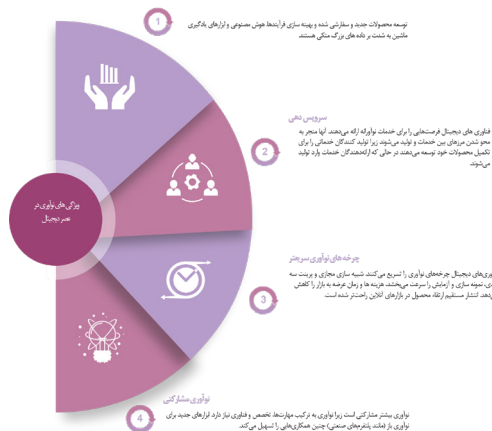 توسعه محصولات جدید و سفارشی شده و بهینه سازی فرآیندها، هوش مصنوعی و ابزارهای یادگیری
ماشین به شدت بر داده های بزرگ متکی هستند.
1
سرویس دهی
فناوری های دیجیتال فرصت‌هایی را برای خدمات نوآورانه ارائه می‌دهند. آنها منجر به
محو شدن مرزهای بین خدمات و تولید می‌شوند زیرا تولید کنندگان خدماتی را برای
تکمیل محصولات خود توسعه می‌دهند در حالی که ارائه‌دهندگان خدمات وارد تولید
می‌شوند.
2
ویژگی های نوآوری در
عصر دیجیتال
چرخه های نوآوری سریعتر
وری‌های دیجیتال چرخه‌های نوآوری را تسریع می‌کنند. شبیه سازی مجازی و پرینت سه
دی، نمونه سازی و آزمایش را سرعت می‌بخشد، هزینه ها و زمان عرضه به بازار را کاهش
دهد. انتشار مستقیم ارتقاء محصول در بازارهای آنلاین راحت‌تر شده است.
3
نوآوری مشارکتی
نوآوری بیشتر مشارکتی است زیرا نوآوری به ترکیب مهارت‌ها، تخصص و فناوری نیاز دارد. ابزارهای جدید برای
نوآوری باز (مانند پلتفرم‌های صنعتی) چنین همکاری‌هایی را تسهیل می‌کند.
4